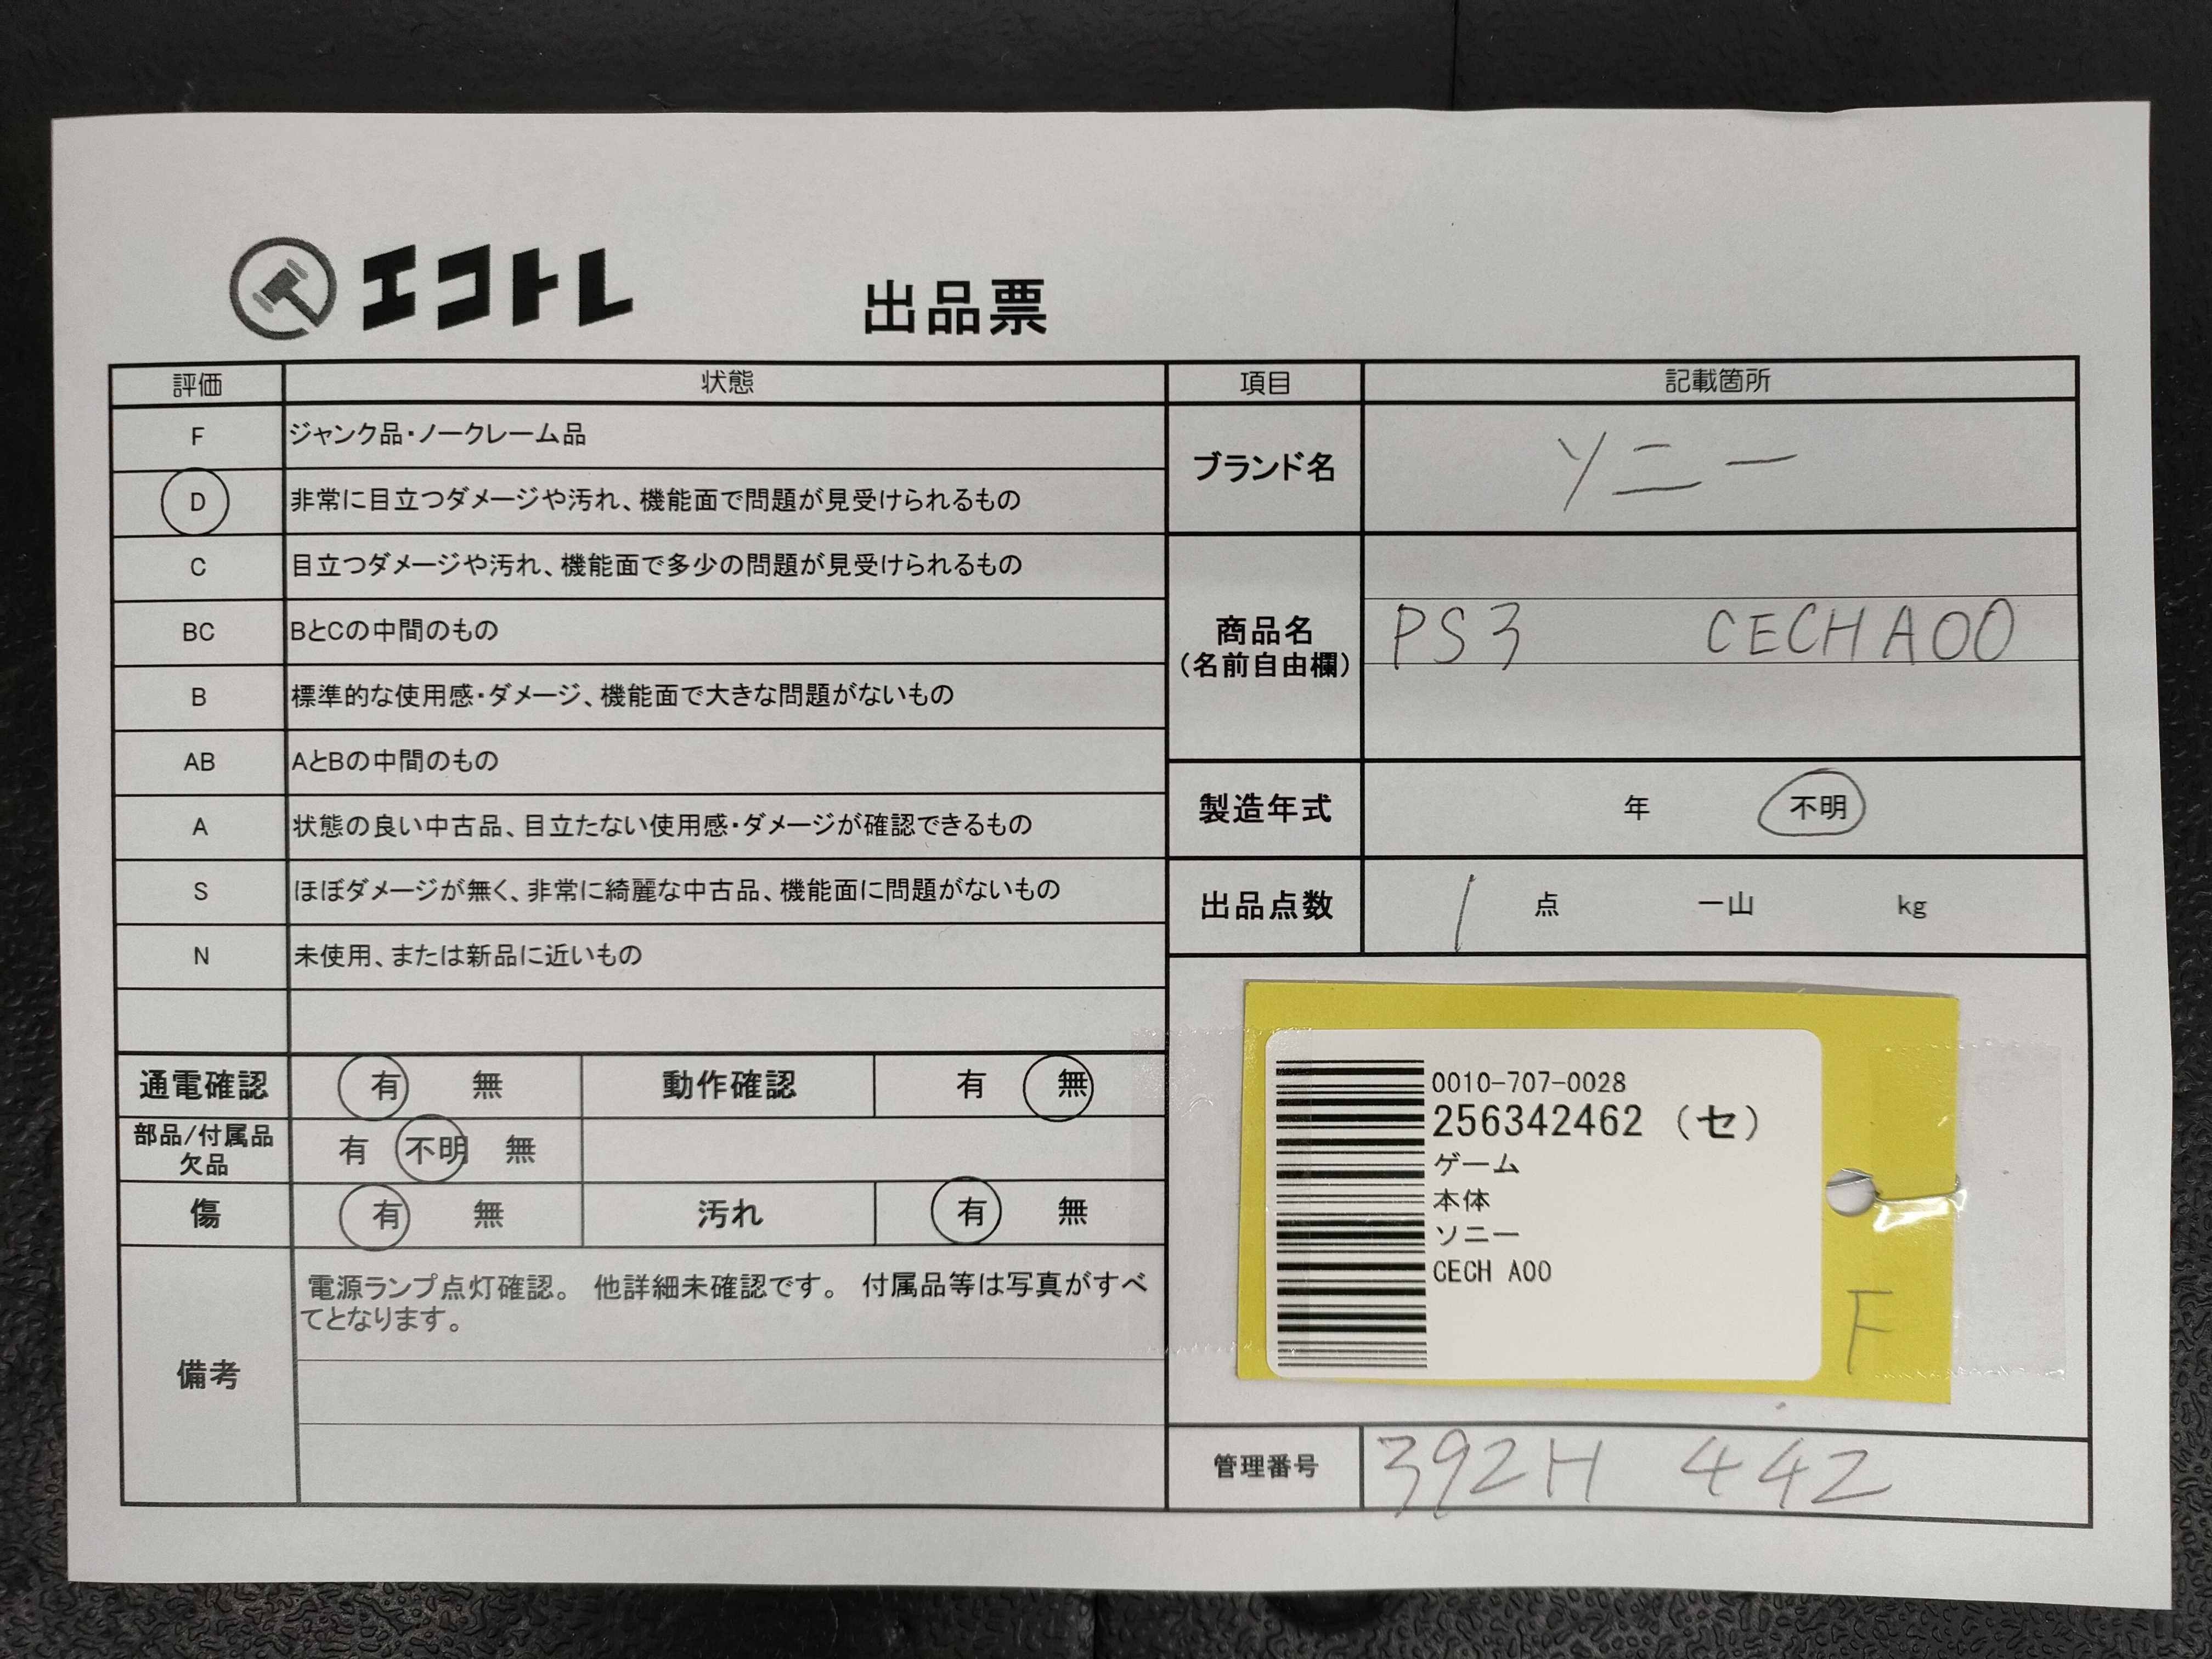 エコトレ
出品票
評価 状態
F ジャンク品・ノークレーム品
D 非常に目立つダメージや汚れ、機能面で問題が見受けられるもの
C 目立つダメージや汚れ、機能面で多少の問題が見受けられるもの
BC BとCの中間のもの
B 標準的な使用感・ダメージ、機能面で大きな問題がないもの
AB AとBの中間のもの
A 状態の良い中古品、目立たない使用感・ダメージが確認できるもの
S ほぼダメージが無く、非常に綺麗な中古品、機能面に問題がないもの
N 未使用、または新品に近いもの
通電確認 有 無 動作確認 有 無
部品/付属品
欠品
有 不明 無
傷 有 無 汚れ 有 無
備考
電源ランプ点灯確認。 他詳細未確認です。 付属品等は写真がすべ
てとなります。
項目 記載箇所
ブランド名 ソニー
商品名
(名前自由欄)
PS3 CECHA00
製造年式 年 不明
出品点数 1 点 一山 kg
0010-707-0028
256342462 (セ)
ゲーム
本体
ソニー
CECH A00
F
管理番号 392H 442